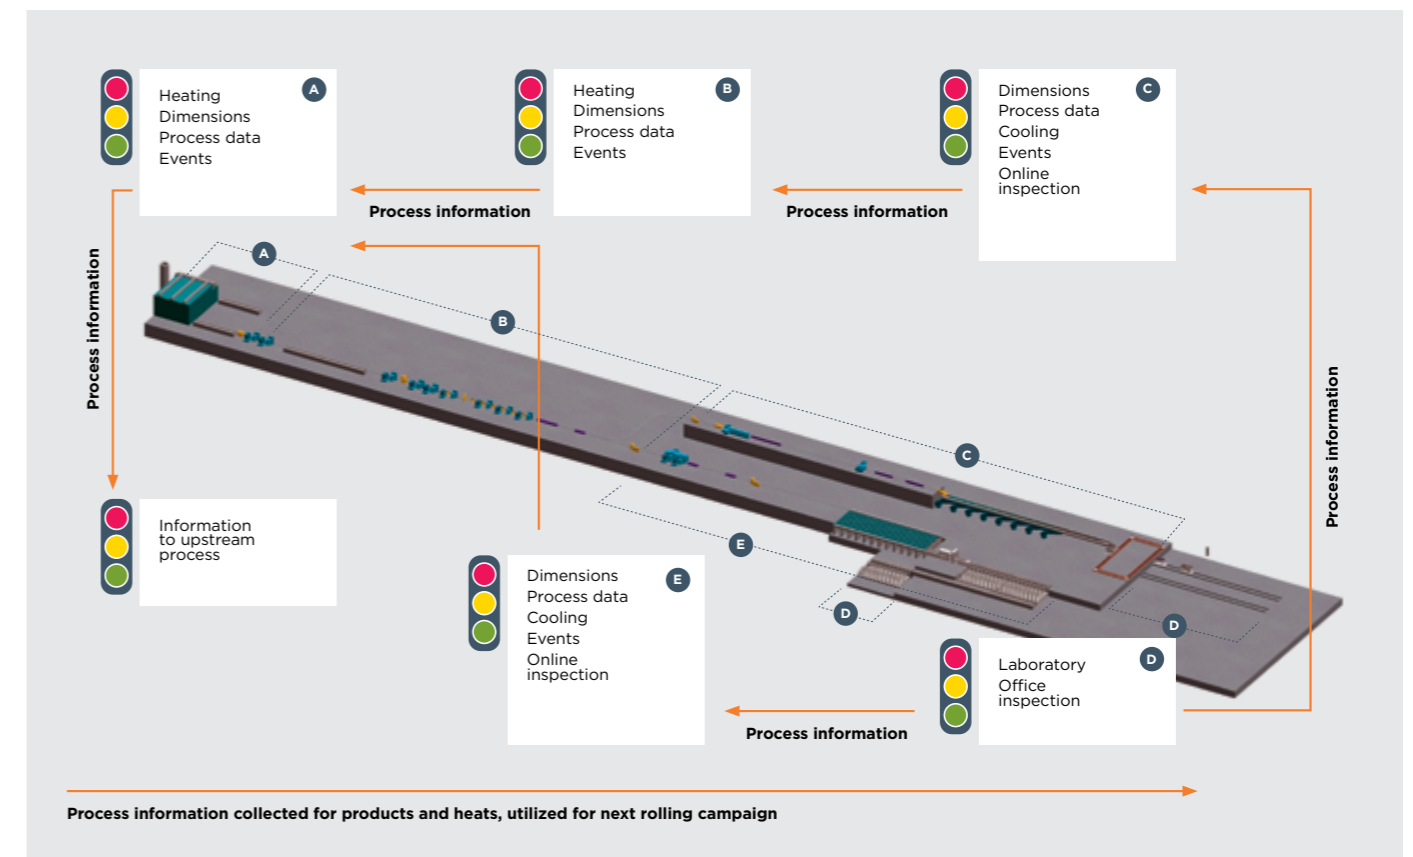 A
Heating
Dimensions
Process data
Events
B
Heating
Dimensions
Process data
Events
C
Dimensions
Process data
Cooling
Events
Online
inspection
Process information
Process information
Process information
A
B
C
Process information
Information
to upstream
process
E
D
D
E
Dimensions
Process data
Cooling
Events
Online
inspection
D
Laboratory
Office
inspection
Process information
Process information collected for products and heats, utilized for next rolling campaign